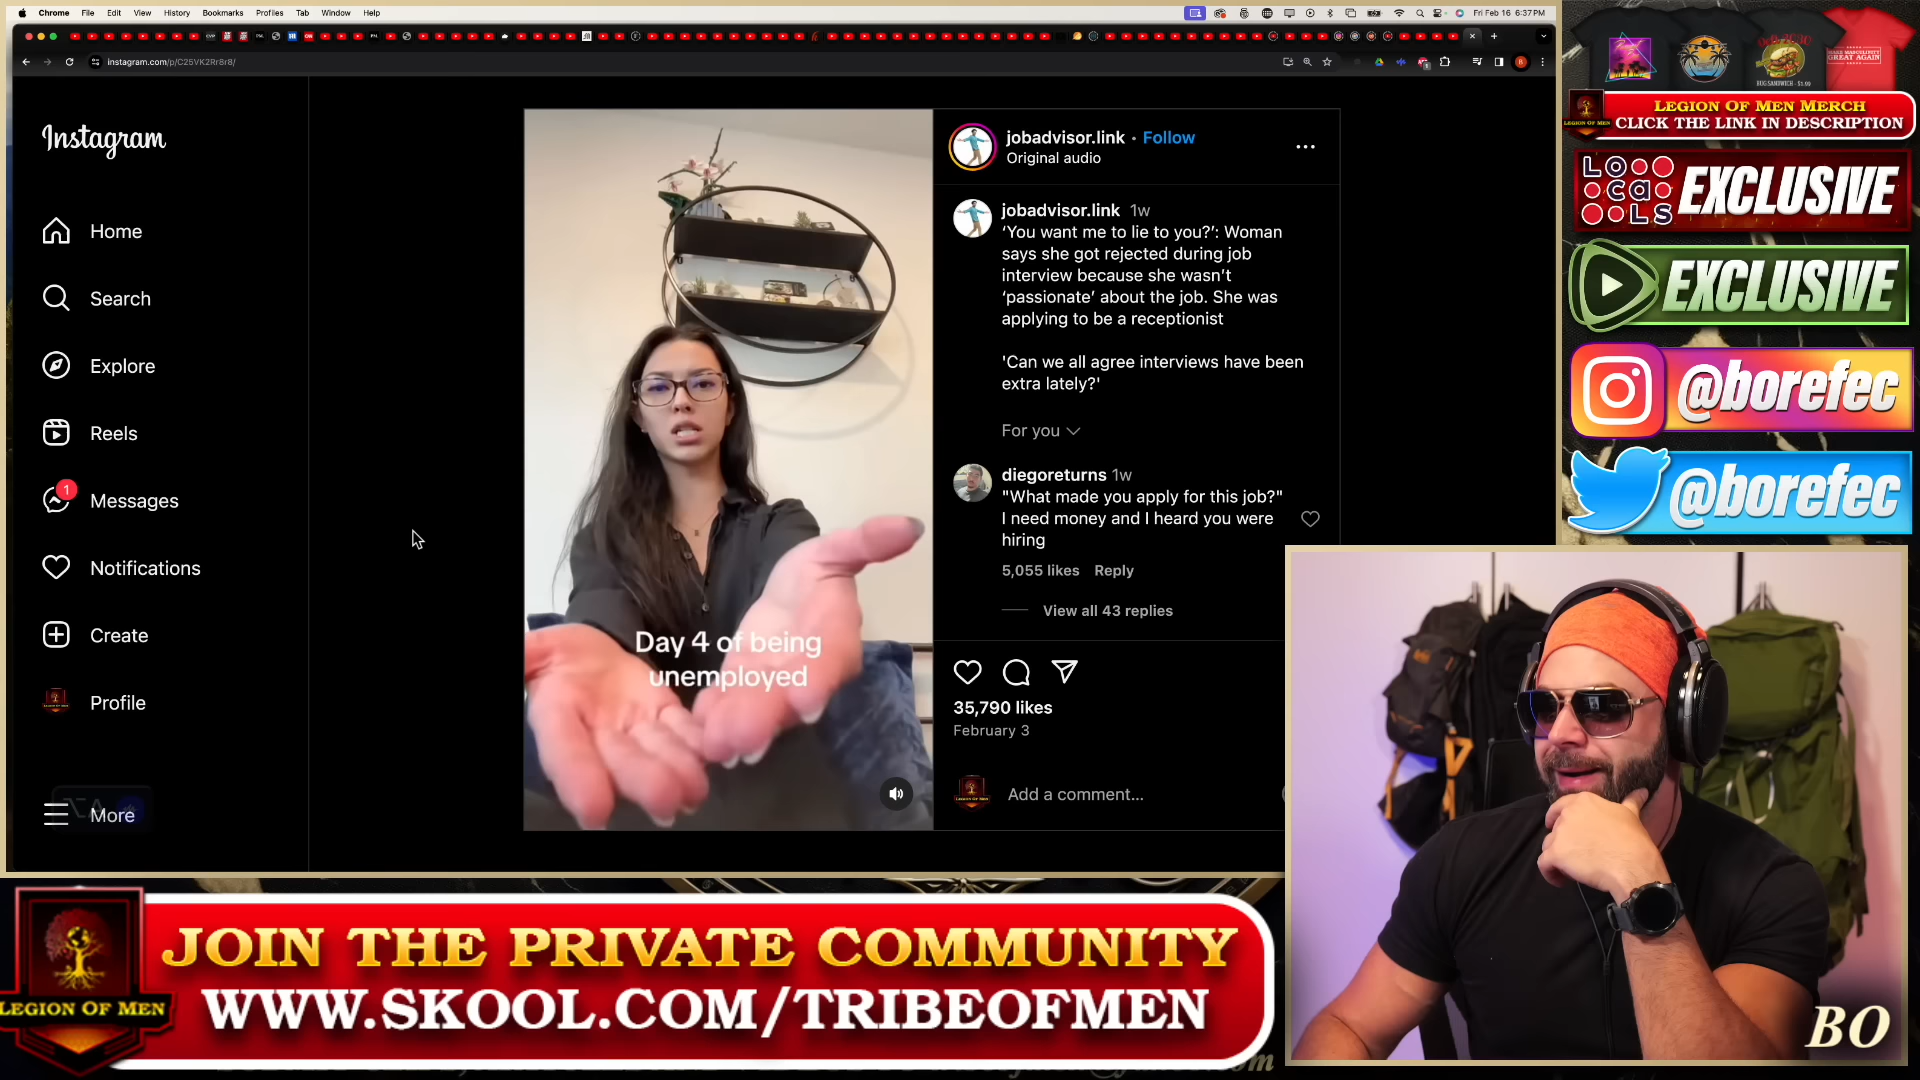 Chrome File Edit View History Bookmarks Profiles Tab Window Help
Fri Feb 16 6:37 PM
instagram.com/p/C25VK2Rr8r8/
Instagram
Home
Search
Explore
Reels
1
Messages
Notifications
Create
Profile
More
Day 4 of being
unemployed
jobadvisor.link • Follow
Original audio
jobadvisor.link 1w
‘You want me to lie to you?’: Woman
says she got rejected during job
interview because she wasn’t
‘passionate’ about the job. She was
applying to be a receptionist
'Can we all agree interviews have been
extra lately?'
For you
diegoreturns 1w
"What made you apply for this job?"
I need money and I heard you were
hiring
5,055 likes Reply
View all 43 replies
35,790 likes
February 3
Add a comment...
LEGION OF MEN MERCH
CLICK THE LINK IN DESCRIPTION
LEGION OF MEN
LOCALS
EXCLUSIVE
EXCLUSIVE
@borefec
@borefec
BO
JOIN THE PRIVATE COMMUNITY
WWW.SKOOL.COM/TRIBEOFMEN
LEGION OF MEN